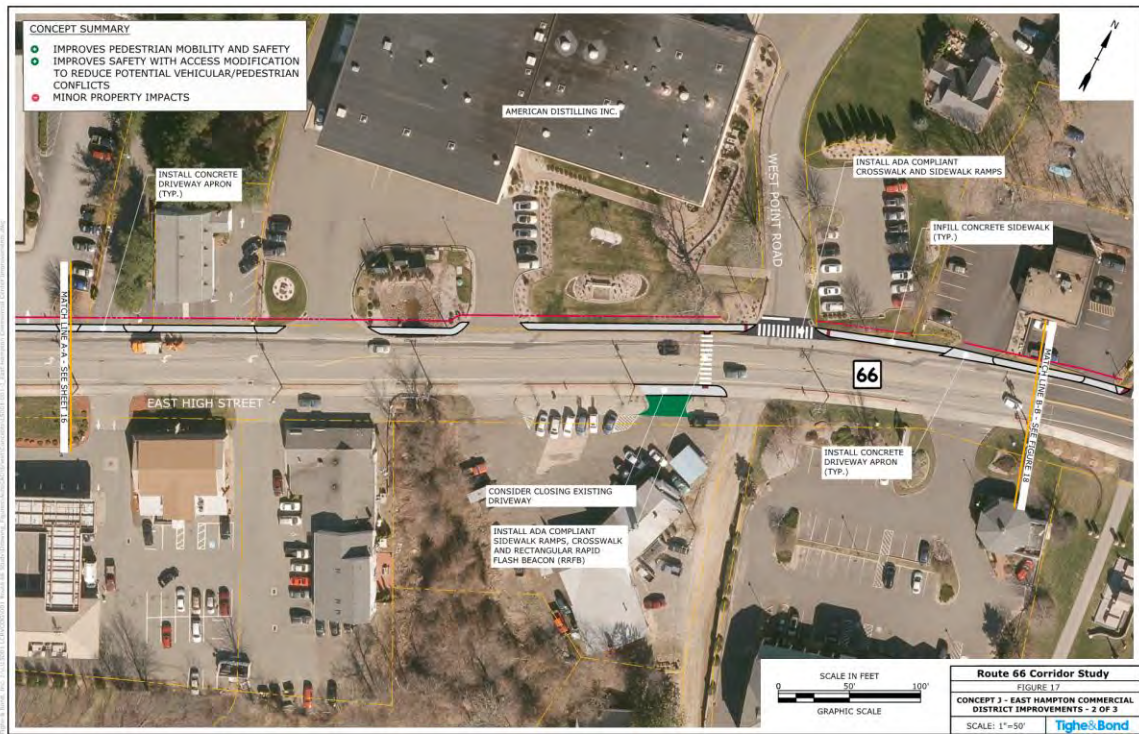 CONCEPT SUMMARY
IMPROVES PEDESTRIAN MOBILITY AND SAFETY
IMPROVES SAFETY WITH ACCESS MODIFICATION
TO REDUCE POTENTIAL VEHICULAR/PEDESTRIAN
CONFLICTS
MINOR PROPERTY IMPACTS
N
AMERICAN DISTILLING INC.
INSTALL CONCRETE
DRIVEWAY APRON
(TYP.)
WEST POINT ROAD
INSTALL ADA COMPLIANT
CROSSWALK AND SIDEWALK RAMPS
INFILL CONCRETE SIDEWALK
(TYP.)
MATCH LINE A-A - SEE SHEET 16
66
MATCH LINE B-B - SEE FIGURE 18
EAST HIGH STREET
INSTALL CONCRETE
DRIVEWAY APRON
(TYP.)
CONSIDER CLOSING EXISTING
DRIVEWAY
INSTALL ADA COMPLIANT
SIDEWALK RAMPS, CROSSWALK
AND RECTANGULAR RAPID
FLASH BEACON (RRFB)
SCALE IN FEET
0 50' 100'
GRAPHIC SCALE
Route 66 Corridor Study
FIGURE 17
CONCEPT J - EAST HAMPTON COMMERCIAL
DISTRICT IMPROVEMENTS - 2 OF 3
SCALE: 1"=50'
Tighe&Bond